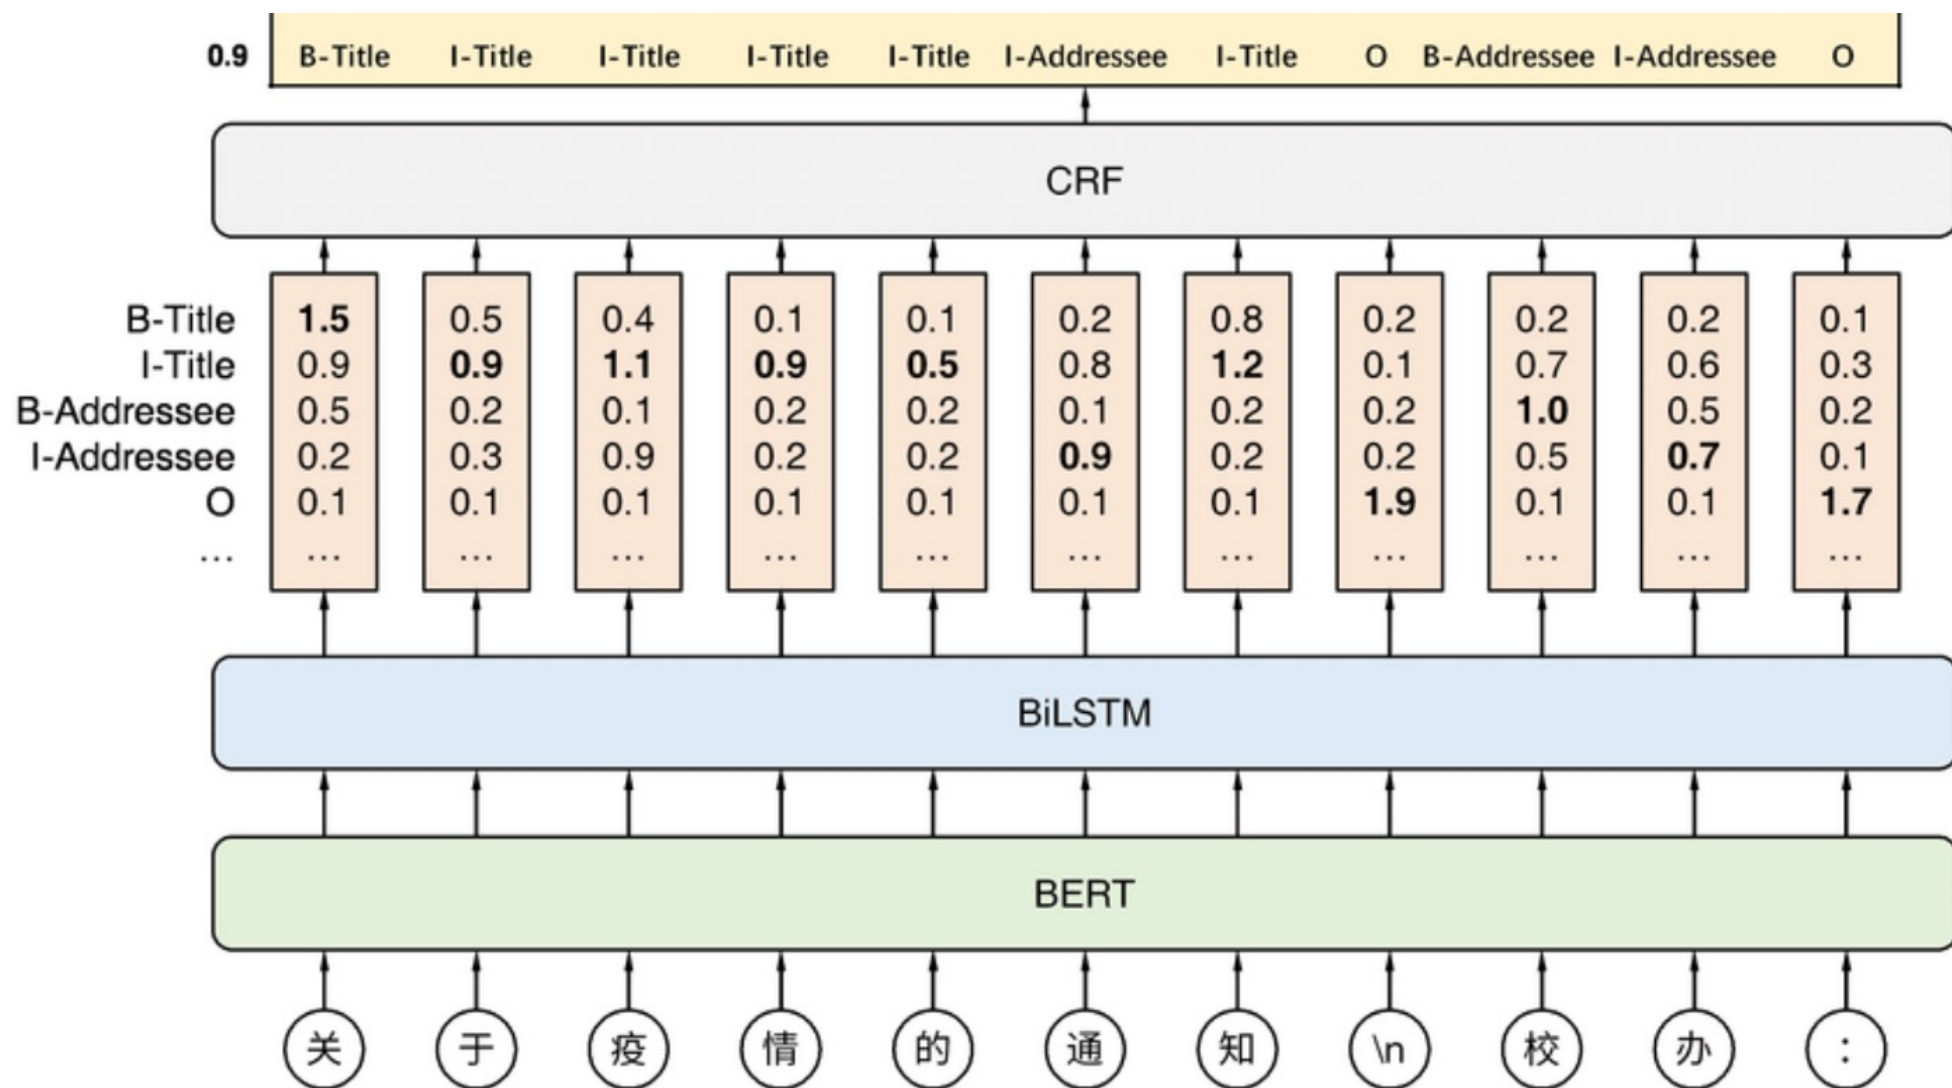 0.9 B-Title I-Title I-Title I-Title I-Title I-Addressee I-Title O B-Addressee I-Addressee O
CRF
B-Title 1.5 0.5 0.4 0.1 0.1 0.2 0.8 0.2 0.2 0.2 0.1
I-Title 0.9 0.9 1.1 0.9 0.5 0.8 1.2 0.1 0.7 0.6 0.3
B-Addressee 0.5 0.2 0.1 0.2 0.2 0.1 0.2 0.2 1.0 0.5 0.2
I-Addressee 0.2 0.3 0.9 0.2 0.2 0.9 0.2 0.2 0.5 0.7 0.1
O 0.1 0.1 0.1 0.1 0.1 0.1 0.1 1.9 0.1 0.1 1.7
... ... ... ... ... ... ... ... ... ... ... ...
BiLSTM
BERT
关 于 疫 情 的 通 知 \n 校 办 :